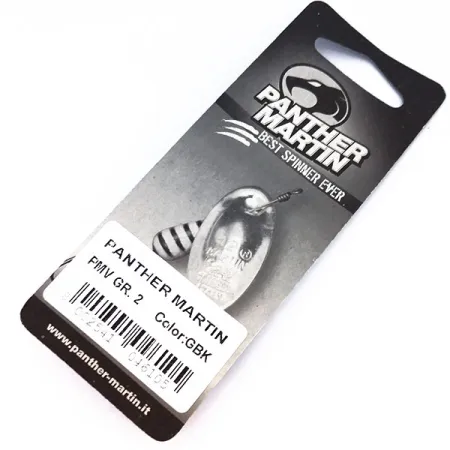 PANTHER
MARTIN
BEST SPINNER EVER
PANTHER MARTIN
PMV GR. 2 Color:GBK
www.panther-martin.it